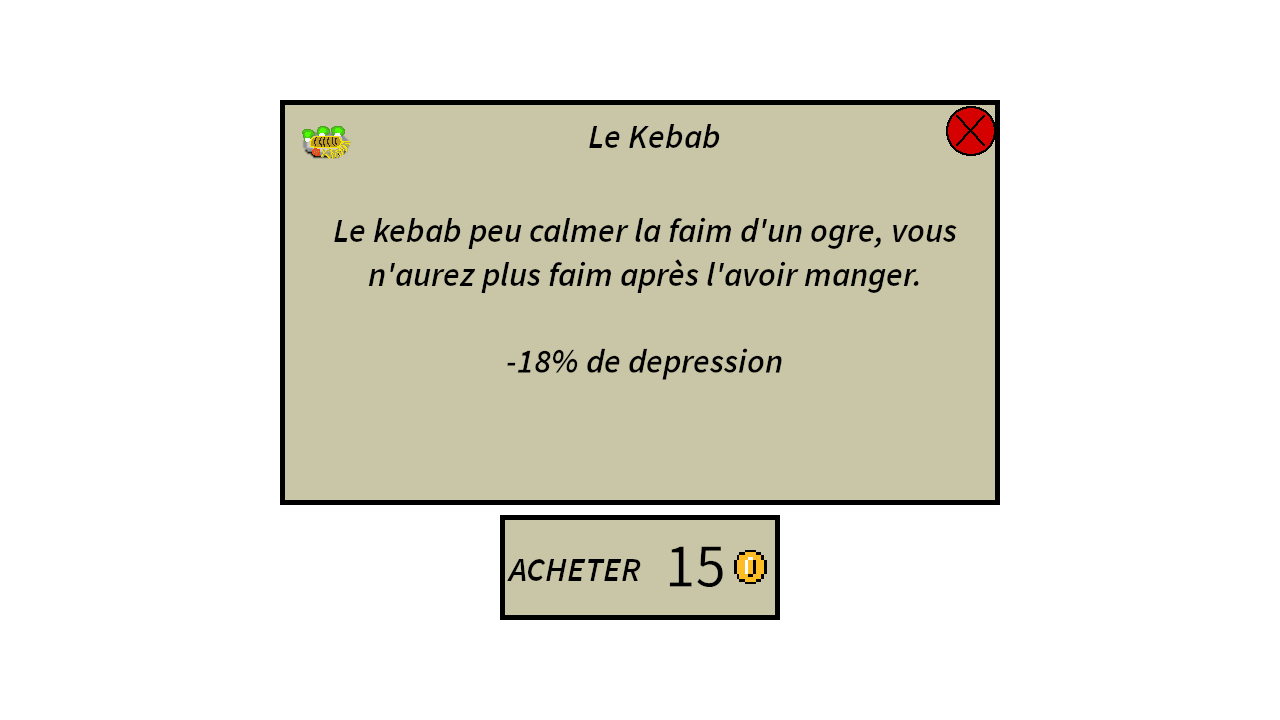 Le Kebab
Le kebab peu calmer la faim d'un ogre, vous
n'aurez plus faim après l'avoir manger.
-18% de depression
ACHETER 15